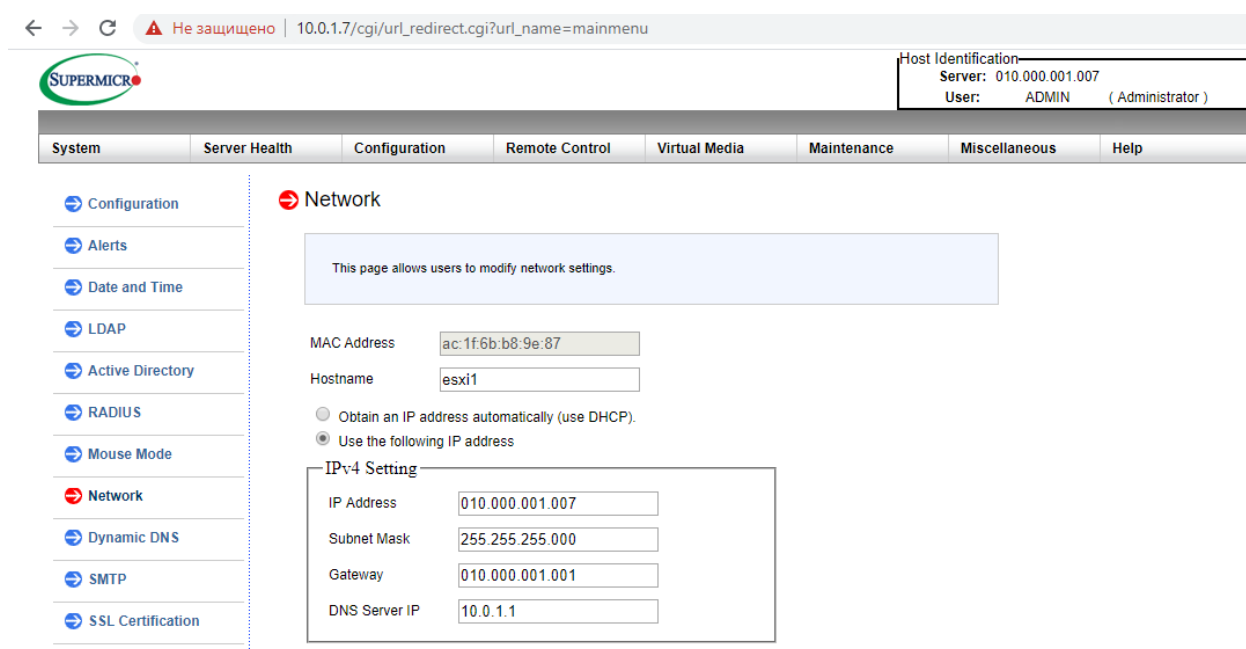 Не защищено | 10.0.1.7/cgi/url_redirect.cgi?url_name=mainmenu
SUPERMICR
Host Identification
Server: 010.000.001.007
User: ADMIN ( Administrator )
System Server Health Configuration Remote Control Virtual Media Maintenance Miscellaneous Help
Configuration
Alerts
Date and Time
LDAP
Active Directory
RADIUS
Mouse Mode
Network
Dynamic DNS
SMTP
SSL Certification
Network
This page allows users to modify network settings.
MAC Address ac:1f:6b:b8:9e:87
Hostname esxi1
Obtain an IP address automatically (use DHCP).
Use the following IP address
IPv4 Setting
IP Address 010.000.001.007
Subnet Mask 255.255.255.000
Gateway 010.000.001.001
DNS Server IP 10.0.1.1